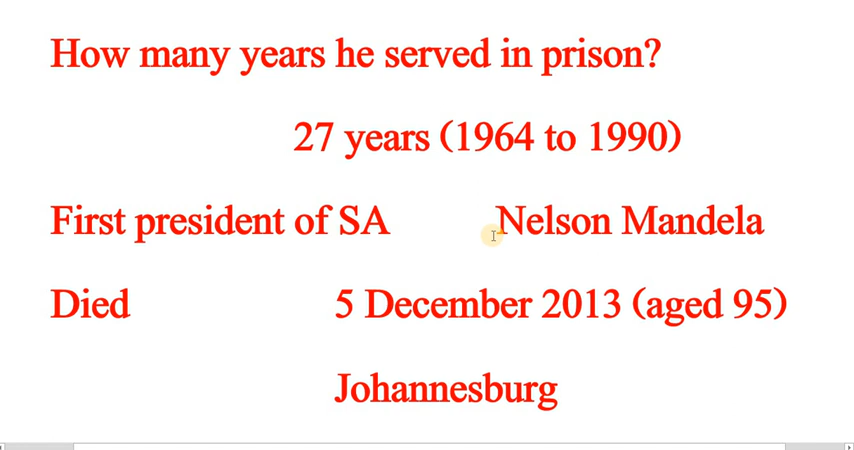 How many years he served in prison?
27 years (1964 to 1990)
First president of SA Nelson Mandela
Died 5 December 2013 (aged 95)
Johannesburg